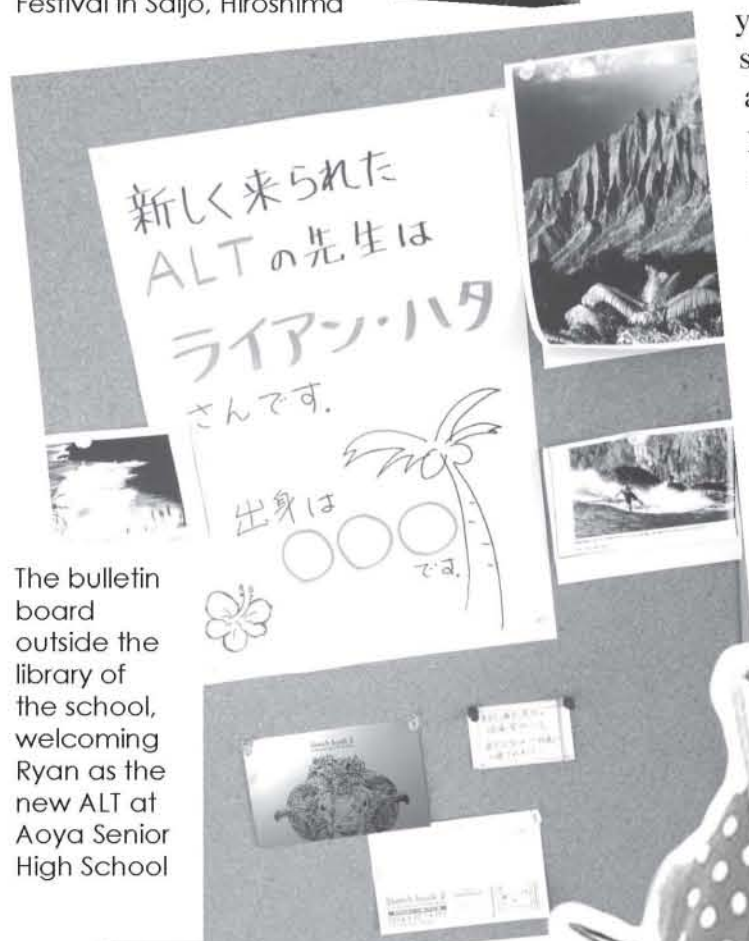 Festival in Saijo, Hiroshima
新しく来られた
ALTの先生は
ライアン・ハタ
さんです.
出身は
○○○
です.
The bulletin
board
outside the
library of
the school,
welcoming
Ryan as the
new ALT at
Aoya Senior
High School